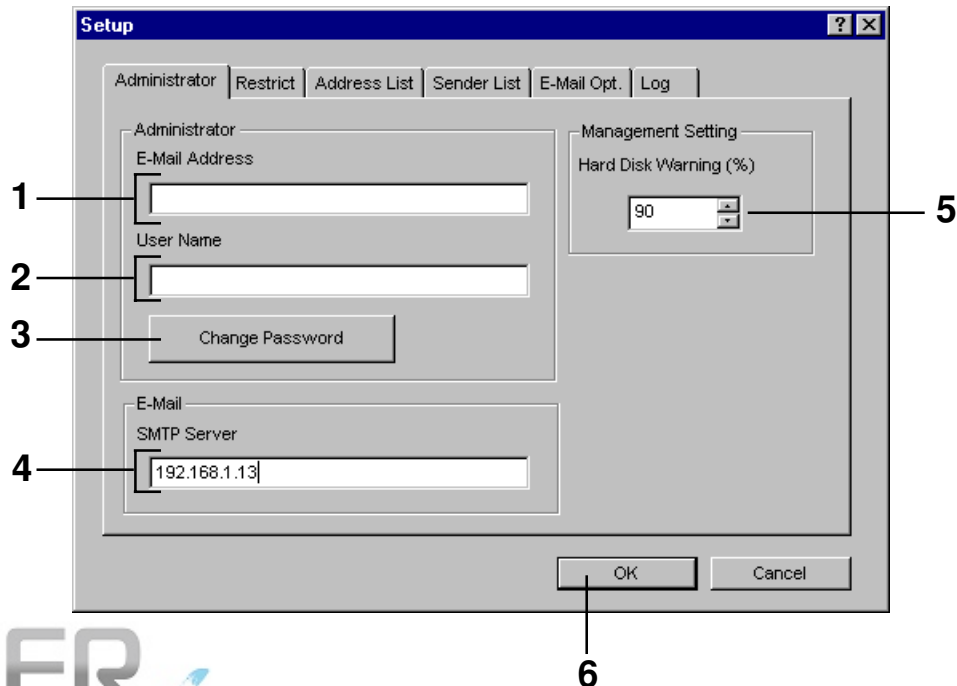 Setup
Administrator Restrict Address List Sender List E-Mail Opt. Log
Administrator
E-Mail Address
1
User Name
2
3 Change Password
Management Setting
Hard Disk Warning (%)
90 5
E-Mail
SMTP Server
4 192.168.1.13
OK Cancel
6
ER